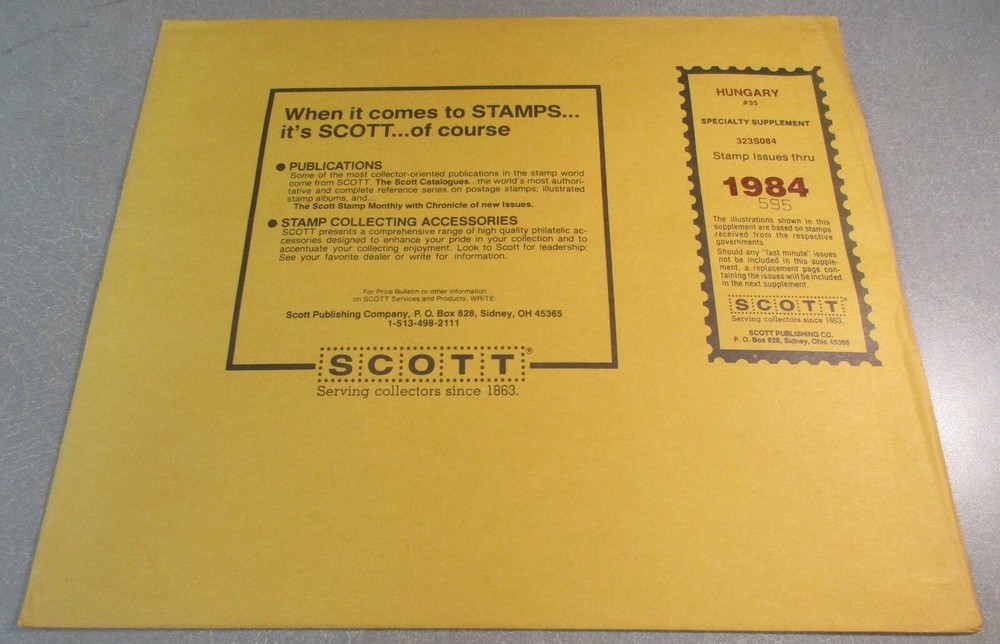 When it comes to STAMPS...
it's SCOTT...of course
● PUBLICATIONS
Some of the most collector-oriented publications in the stamp world
come from SCOTT. The Scott Catalogues...the world's most authori-
tative and complete reference series on postage stamps; illustrated
stamp albums, and...
The Scott Stamp Monthly with Chronicle of new Issues.
● STAMP COLLECTING ACCESSORIES
SCOTT presents a comprehensive range of high quality philatelic ac-
cessories designed to enhance your pride in your collection and to
accentuate your collecting enjoyment. Look to Scott for leadership:
See your favorite dealer or write for information.
For Price Bulletin or other information
on SCOTT Services and Products, WRITE:
Scott Publishing Company, P. O. Box 828, Sidney, OH 45365
1-513-498-2111
SCOTT®
Serving collectors since 1863.
HUNGARY
#35
SPECIALTY SUPPLEMENT
323S084
Stamp Issues thru
1984
595
The illustrations shown in this
supplement are based on stamps
received from the respective
governments.
Should any "last minute" issues
not be included in this supple-
ment, a replacement page con-
taining the issues will be included
in the next supplement.
SCOTT®
Serving collectors since 1863.
SCOTT PUBLISHING CO.
P. O. Box 828, Sidney, Ohio 45365